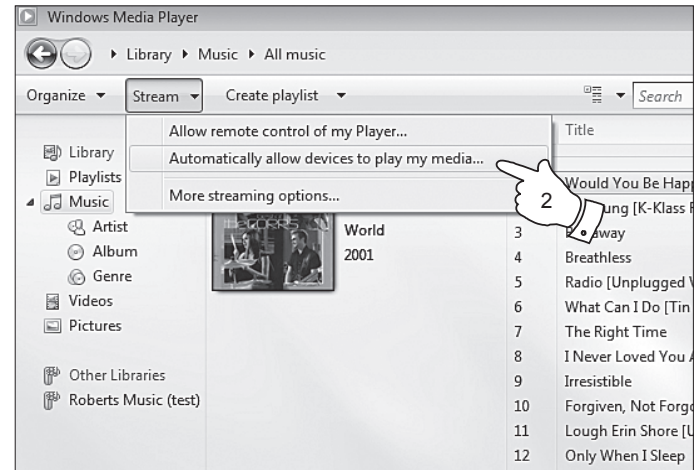 Windows Media Player
Library Music All music
Organize Stream Create playlist Search
Allow remote control of my Player...
Automatically allow devices to play my media...
More streaming options...
2
Library
Playlists
Music
Artist
Album
Genre
Videos
Pictures
Other Libraries
Roberts Music (test)
World
2001
Title
Would You Be Hap
ung [K-Klass
3 away
4 Breathless
5 Radio [Unplugged
6 What Can I Do [Tin
7 The Right Time
8 I Never Loved You
9 Irresistible
10 Forgiven, Not Forg
11 Lough Erin Shore [U
12 Only When I Sleep